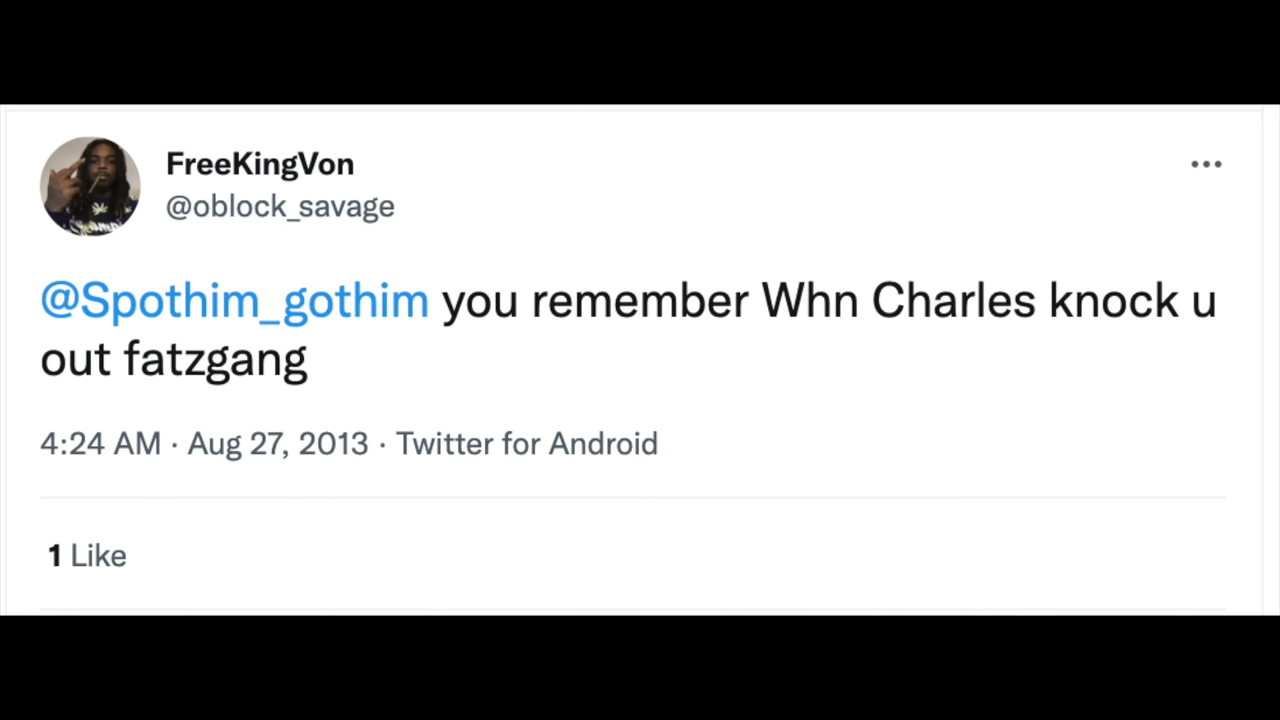 FreeKingVon
@oblock_savage
@Spothim_gothim you remember Whn Charles knock u
out fatzgang
4:24 AM · Aug 27, 2013 · Twitter for Android
1 Like